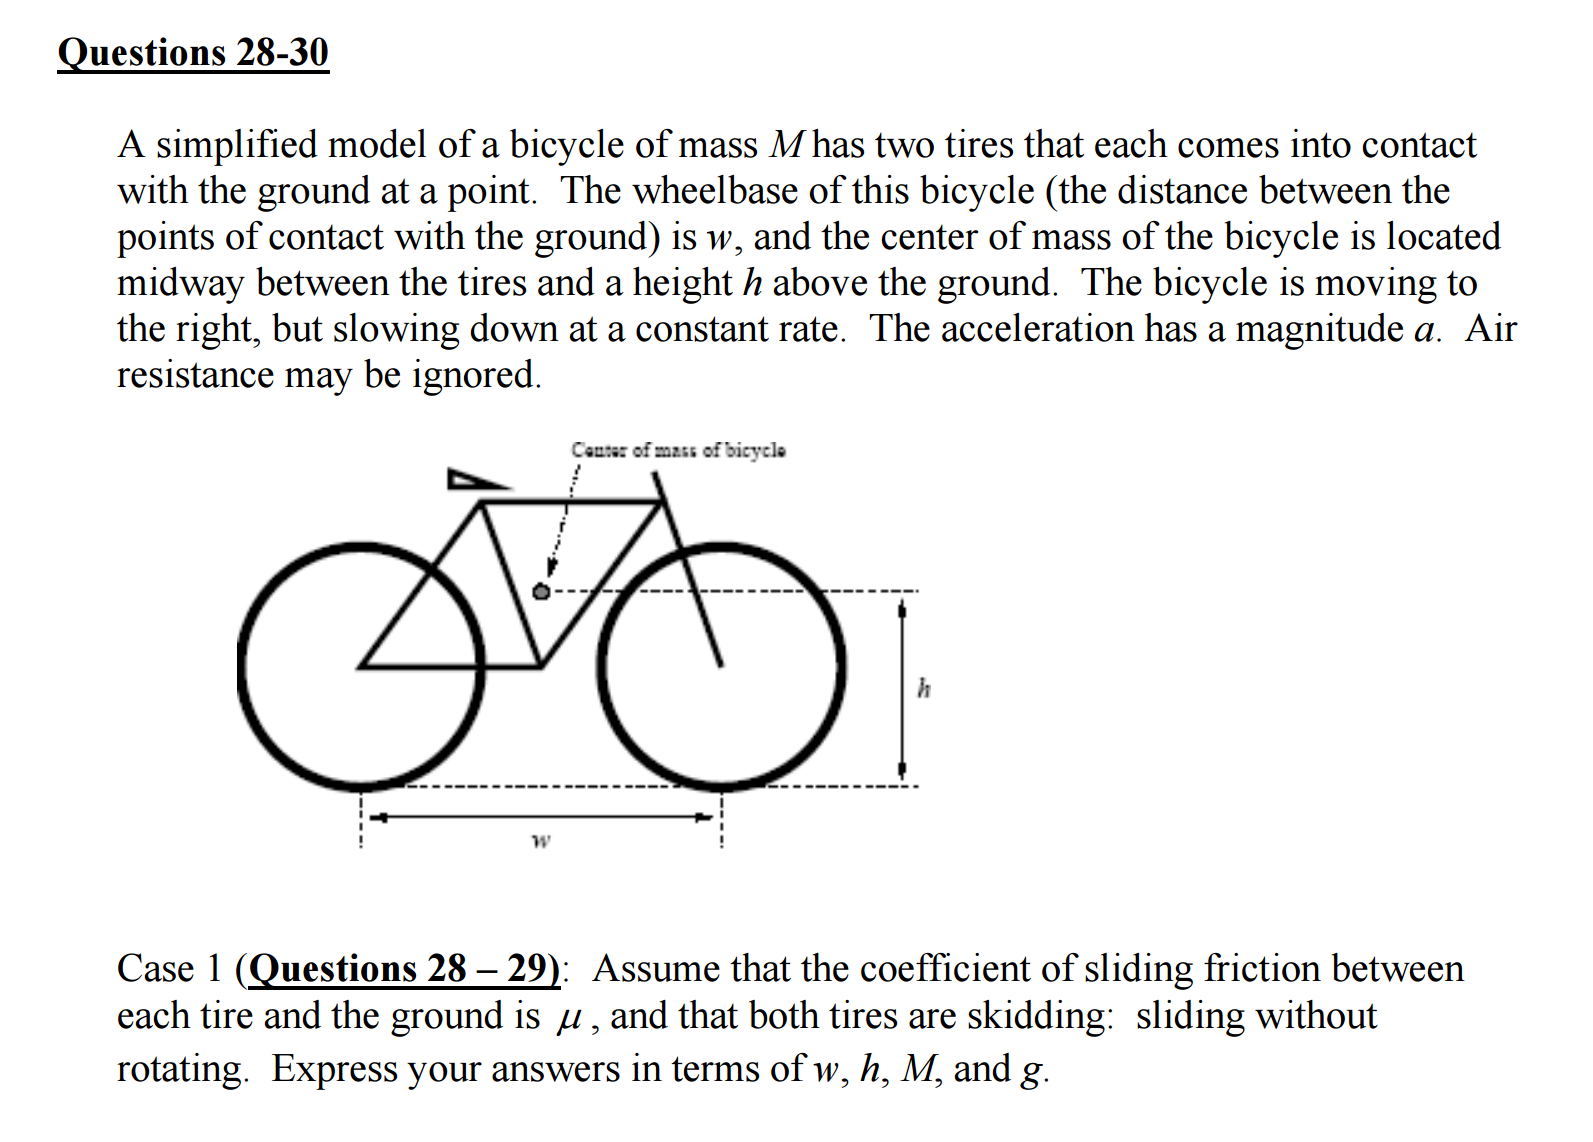 Questions 28-30
A simplified model of a bicycle of mass M has two tires that each comes into contact
with the ground at a point.  The wheelbase of this bicycle (the distance between the
points of contact with the ground) is w, and the center of mass of the bicycle is located
midway between the tires and a height h above the ground.  The bicycle is moving to
the right, but slowing down at a constant rate.  The acceleration has a magnitude a.  Air
resistance may be ignored.
Center of mass of bicycle
h
w
Case 1 (Questions 28 – 29):  Assume that the coefficient of sliding friction between
each tire and the ground is μ, and that both tires are skidding:  sliding without
rotating.  Express your answers in terms of w, h, M, and g.